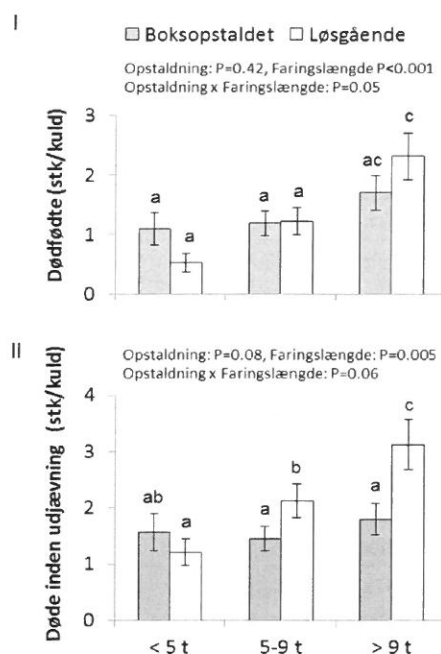 I
Boksopstaldet Løsgående
Opstaldning: P=0.42, Faringslængde P<0.001
Opstaldning x Faringslængde: P=0.05
Dødfødte (stk/kuld)
3
2
1
0
a a a a ac c
II
Opstaldning: P=0.08, Faringslængde: P=0.005
Opstaldning x Faringslængde: P=0.06
Døde inden udjævning (stk/kuld)
4
3
2
1
0
ab a a b a c
< 5 t 5-9 t > 9 t